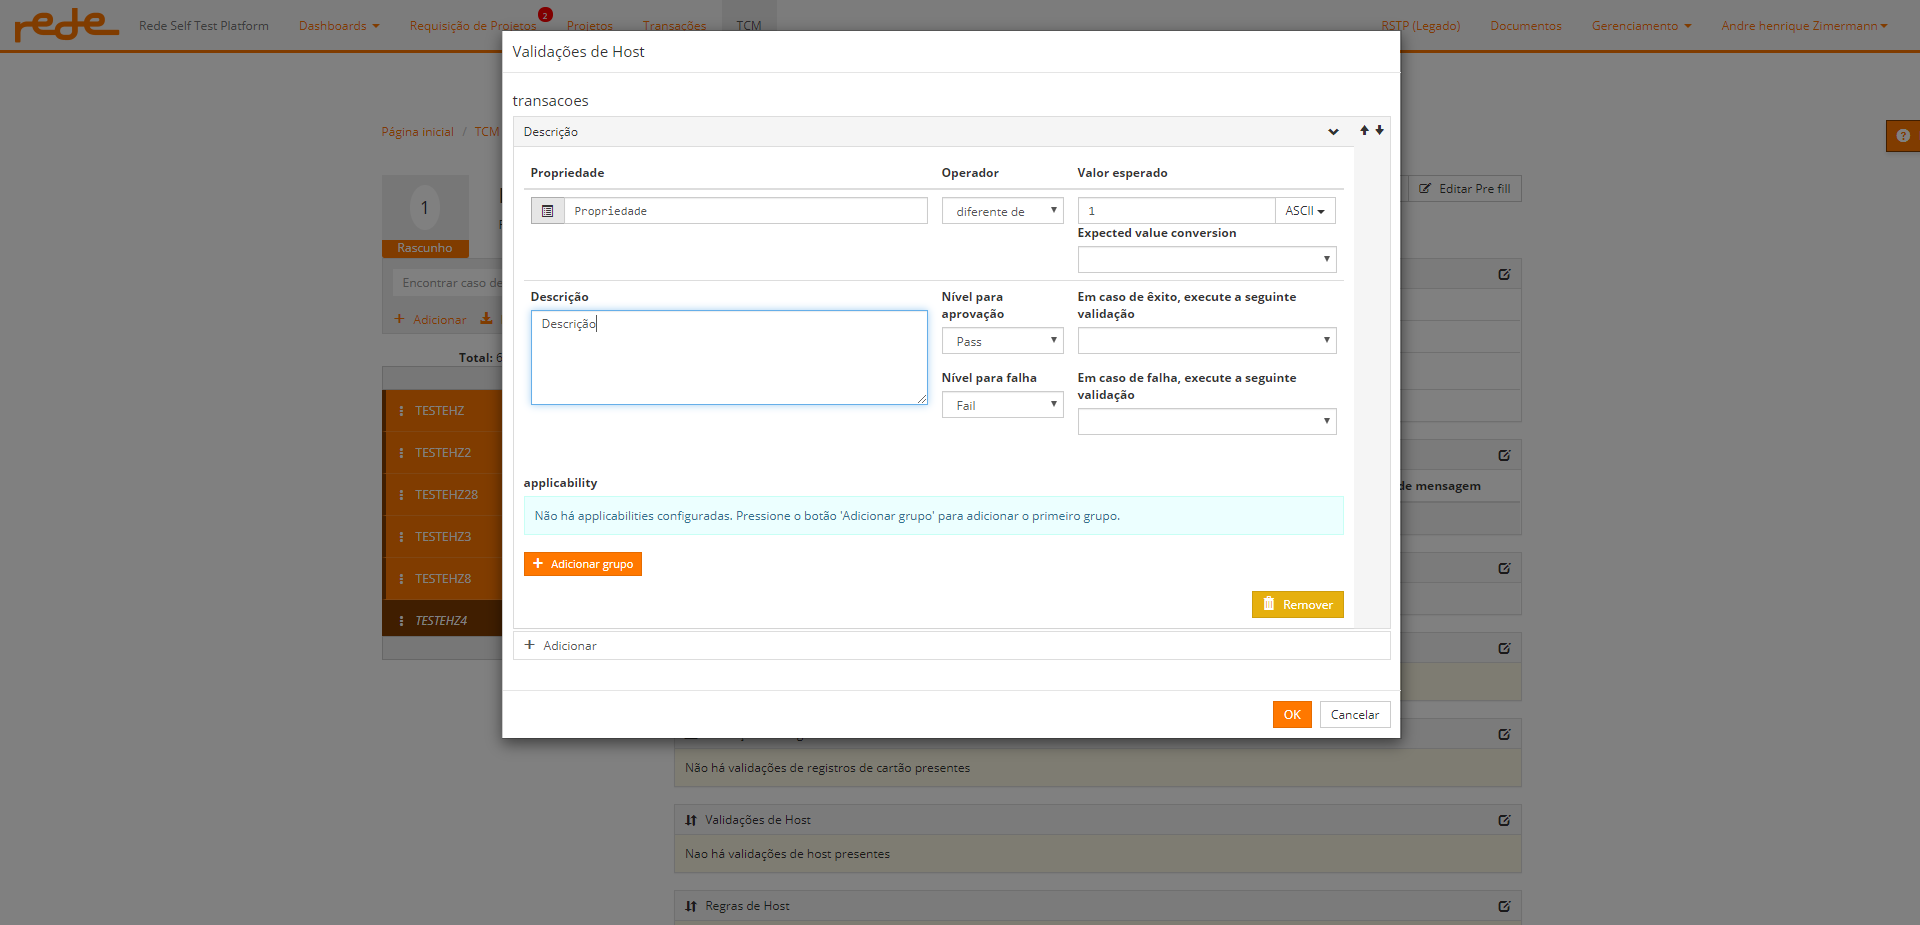 rede Rede Self Test Platform Dashboards Requisição de Projetos 2 Projetos Transações TCM RSTP (Legado) Documentos Gerenciamento Andre henrique Zimermann
Validações de Host
transacoes
Página inicial / TCM
Descrição
Propriedade Operador Valor esperado
1 Editar Pre fill
Propriedade diferente de 1 ASCII
Expected value conversion
Rascunho
Encontrar caso de
Descrição Nível para aprovação Em caso de êxito, execute a seguinte validação
Adicionar
Descrição
Pass
Total: 6
Nível para falha Em caso de falha, execute a seguinte validação
Fail
TESTEHZ
TESTEHZ2
TESTEHZ28
TESTEHZ3
TESTEHZ8
TESTEHZ4
applicability
de mensagem
Não há applicabilities configuradas. Pressione o botão 'Adicionar grupo' para adicionar o primeiro grupo.
Adicionar grupo
Remover
Adicionar
OK Cancelar
Não há validações de registros de cartão presentes
Validações de Host
Nao há validações de host presentes
Regras de Host